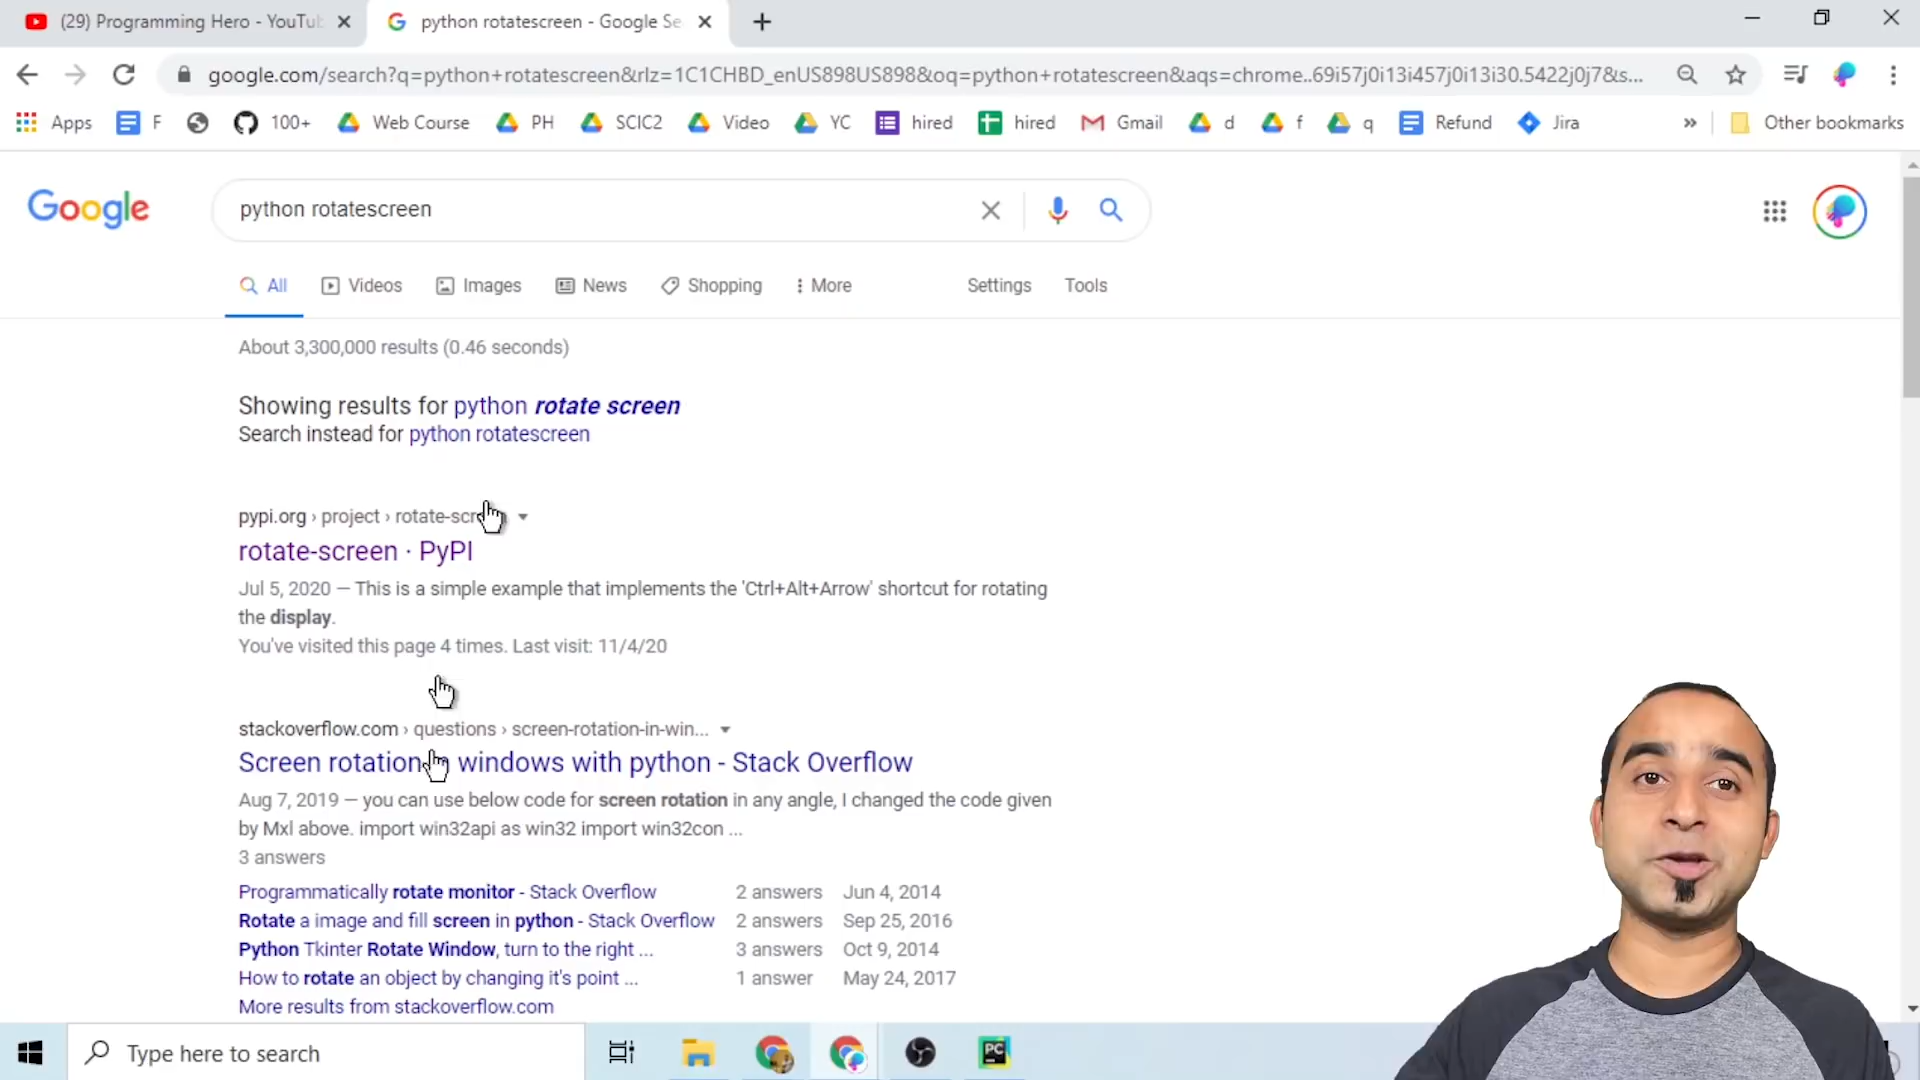 (29) Programming Hero - YouTub
python rotatescreen - Google Se
google.com/search?q=python+rotatescreen&rlz=1C1CHBD_enUS898US898&oq=python+rotatescreen&aqs=chrome..69i57j0i13i457j0i13i30.5422j0j7&s...
Apps F 100+ Web Course PH SCIC2 Video YC hired hired Gmail d f q Refund Jira » Other bookmarks
Google
python rotatescreen
All Videos Images News Shopping More Settings Tools
About 3,300,000 results (0.46 seconds)
Showing results for python rotate screen
Search instead for python rotatescreen
pypi.org › project ›
rotate-screen · PyPI
Jul 5, 2020 — This is a simple example that implements the 'Ctrl+Alt+Arrow' shortcut for rotating
the display.
You've visited this page 4 times. Last visit: 11/4/20
stackoverflow.com › questions › screen-rotation-in-win...
Screen rotation windows with python - Stack Overflow
Aug 7, 2019 — you can use below code for screen rotation in any angle, I changed the code given
by Mxl above. import win32api as win32 import win32con ...
3 answers
Programmatically rotate monitor - Stack Overflow 2 answers Jun 4, 2014
Rotate a image and fill screen in python - Stack Overflow 2 answers Sep 25, 2016
Python Tkinter Rotate Window, turn to the right ... 3 answers Oct 9, 2014
How to rotate an object by changing it's point ... 1 answer May 24, 2017
More results from stackoverflow.com
Type here to search
PC